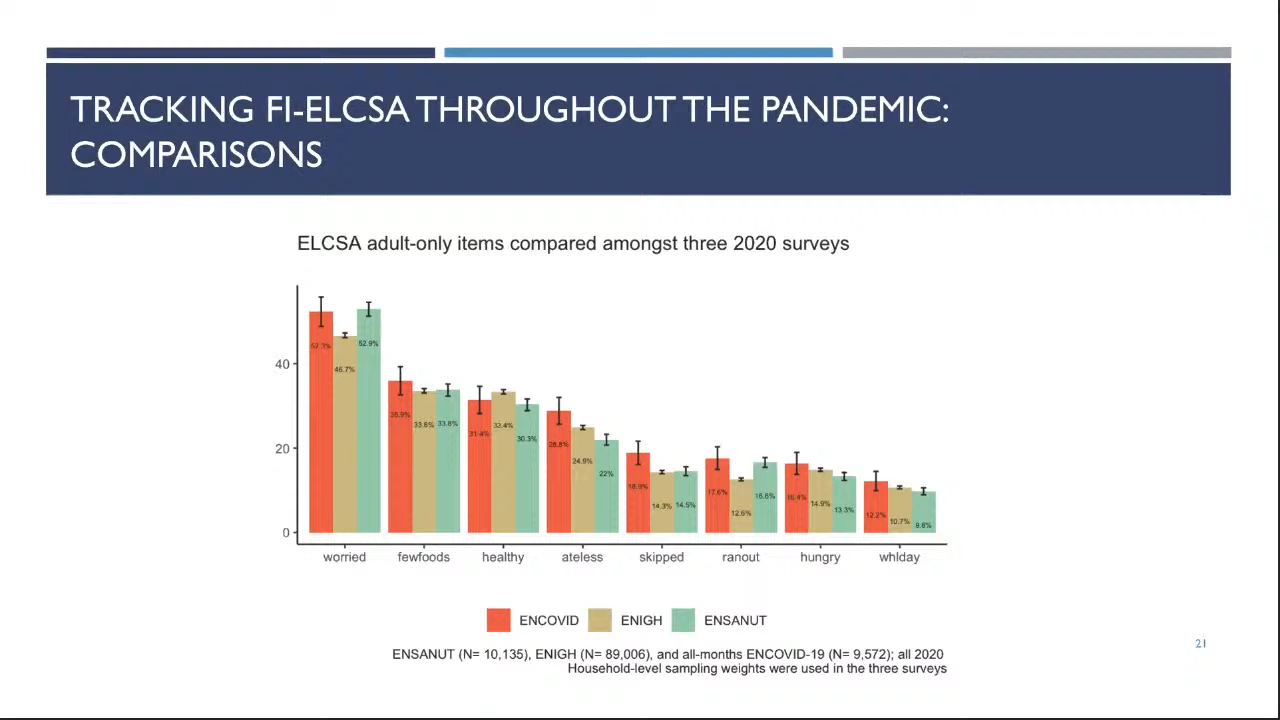 TRACKING FI-ELCSA THROUGHOUT THE PANDEMIC:
COMPARISONS
ELCSA adult-only items compared amongst three 2020 surveys
40
20
0
52.3% 46.7% 52.9%
35.9% 33.6% 33.8%
31.4% 33.4% 30.3%
28.8% 24.9% 22%
18.9% 14.3% 14.5%
17.6% 12.6% 16.6%
16.4% 14.9% 13.3%
12.2% 10.7% 9.8%
worried fewfoods healthy ateless skipped ranout hungry whlday
ENCOVID ENIGH ENSANUT
ENSANUT (N= 10,135), ENIGH (N= 89,006), and all-months ENCOVID-19 (N= 9,572); all 2020
Household-level sampling weights were used in the three surveys
21